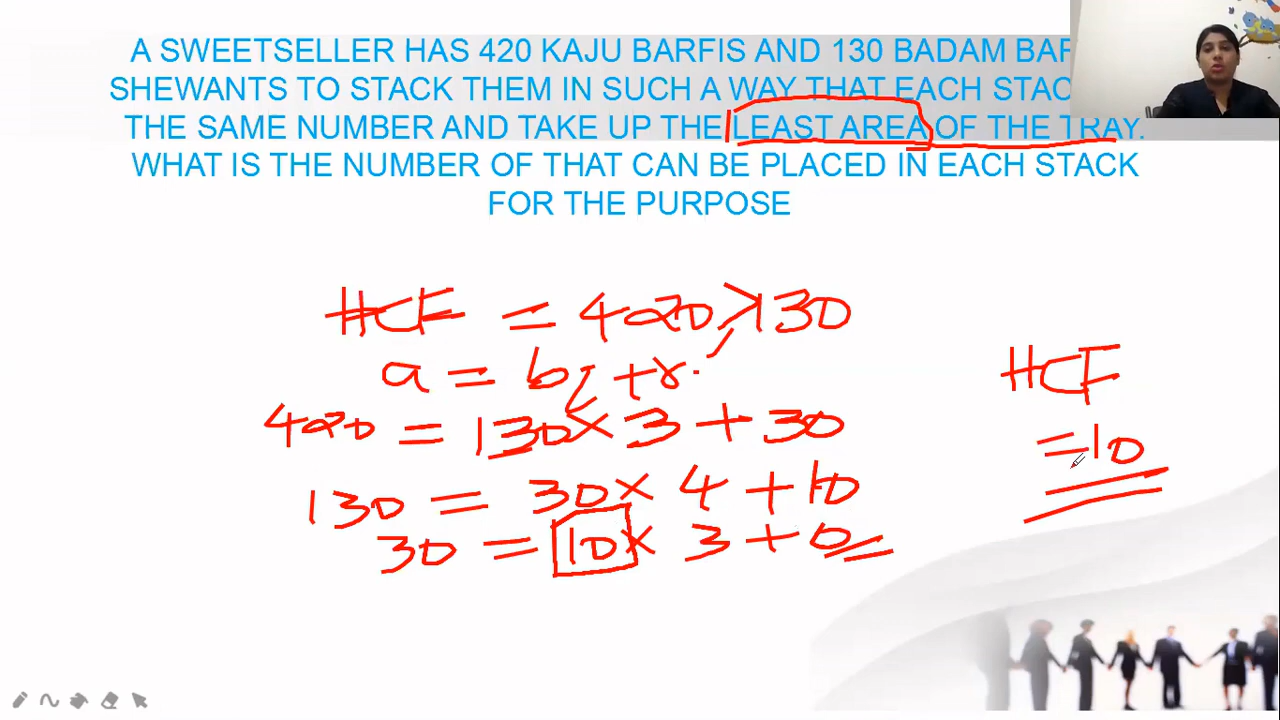 A SWEETSELLER HAS 420 KAJU BARFIS AND 130 BADAM
SHEWANTS TO STACK THEM IN SUCH A WAY THAT EACH
THE SAME NUMBER AND TAKE UP THE LEAST AREA OF THE TRAY.
WHAT IS THE NUMBER OF THAT CAN BE PLACED IN EACH STACK
FOR THE PURPOSE
HCF = 420 > 130
a = bq + r
420 = 130 × 3 + 30
130 = 30 × 4 + 10
30 = 10 × 3 + 0
HCF
= 10